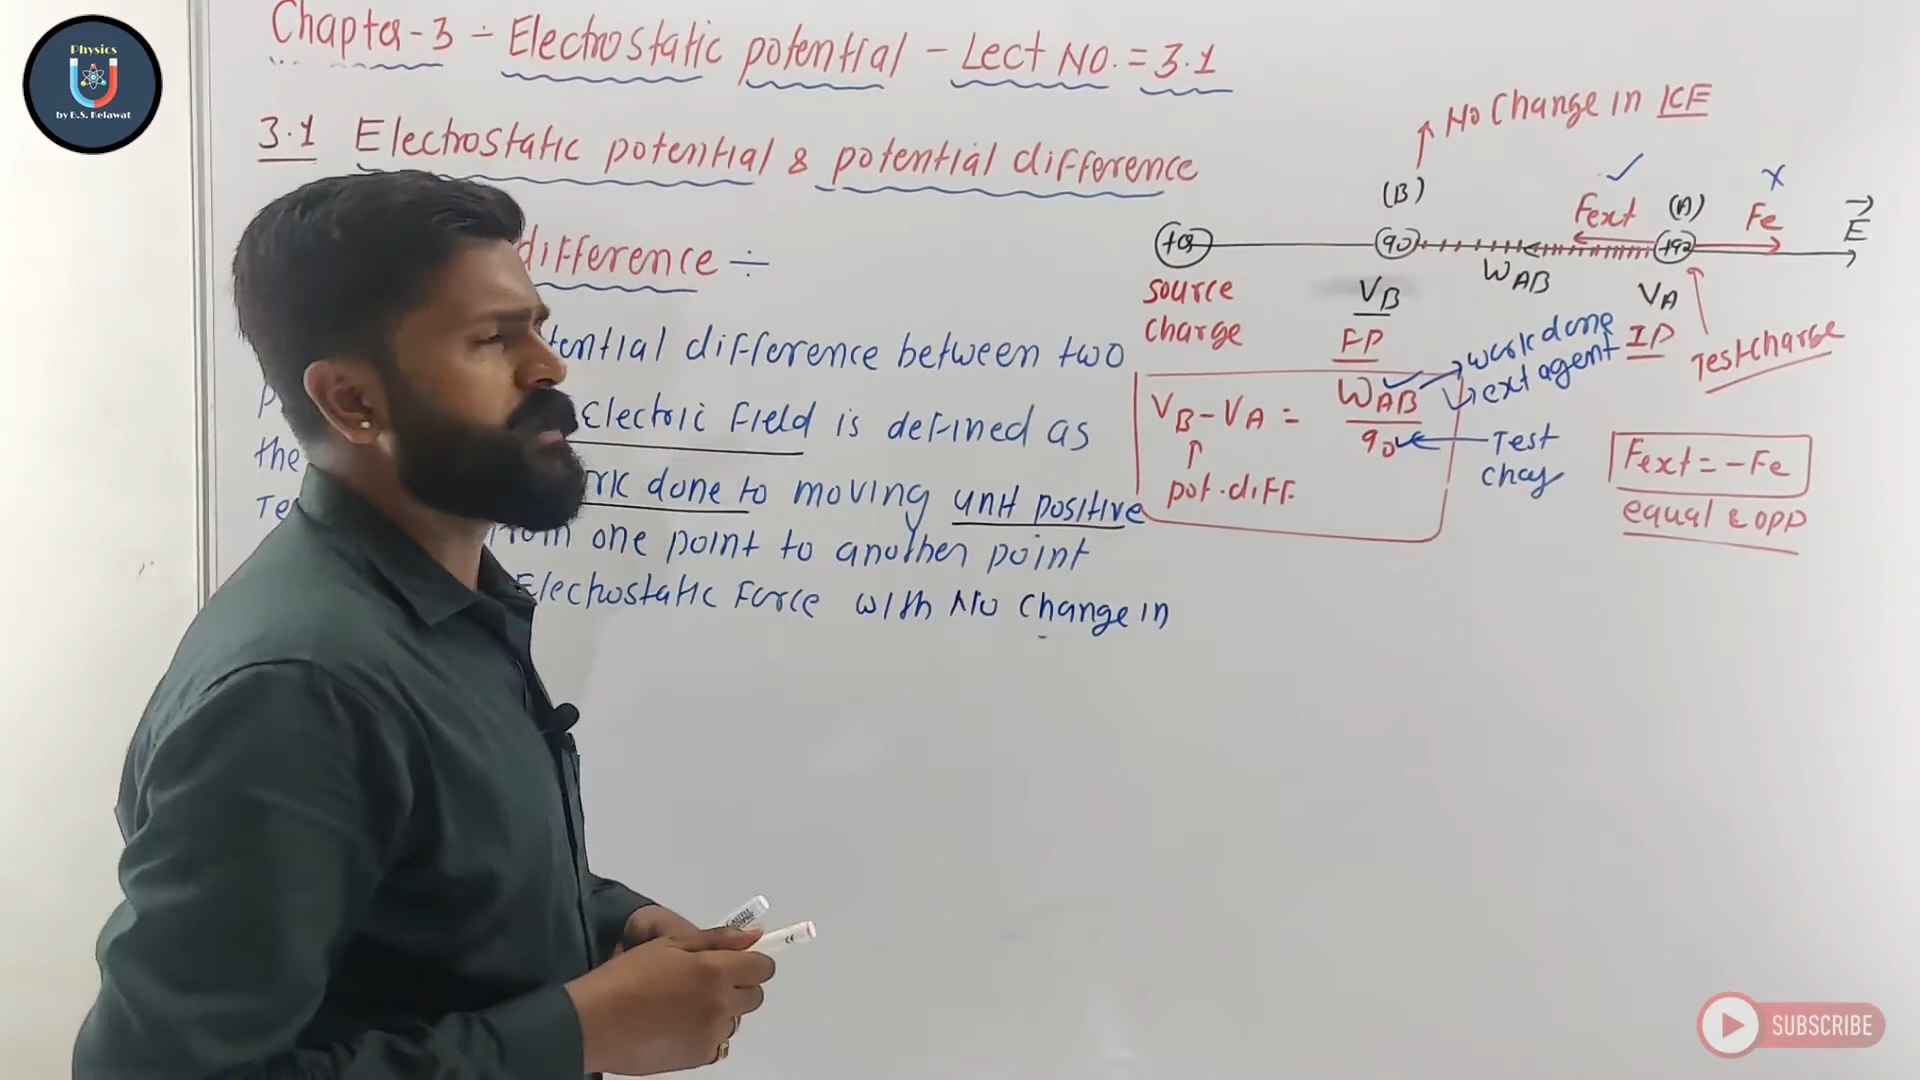 Physics
by B.S. Kelawat
Chapter-3 ÷ Electrostatic potential - Lect No. = 3.1
3.1 Electrostatic potential & potential difference
difference ÷
tential difference between two
Electric Field is defined as
the
rk done to moving unit positive
Te
from one point to another point
Electrostatic Force with No change in
No Change in KE
(B)
Fext
(A)
Fe
E
+q
q0
+q0
WAB
source
charge
VB
FP
VA
IP
Test charge
work done
ext agent
VB - VA = WAB
q0
Test
pot. diff.
Fext = -Fe
equal & opp
SUBSCRIBE